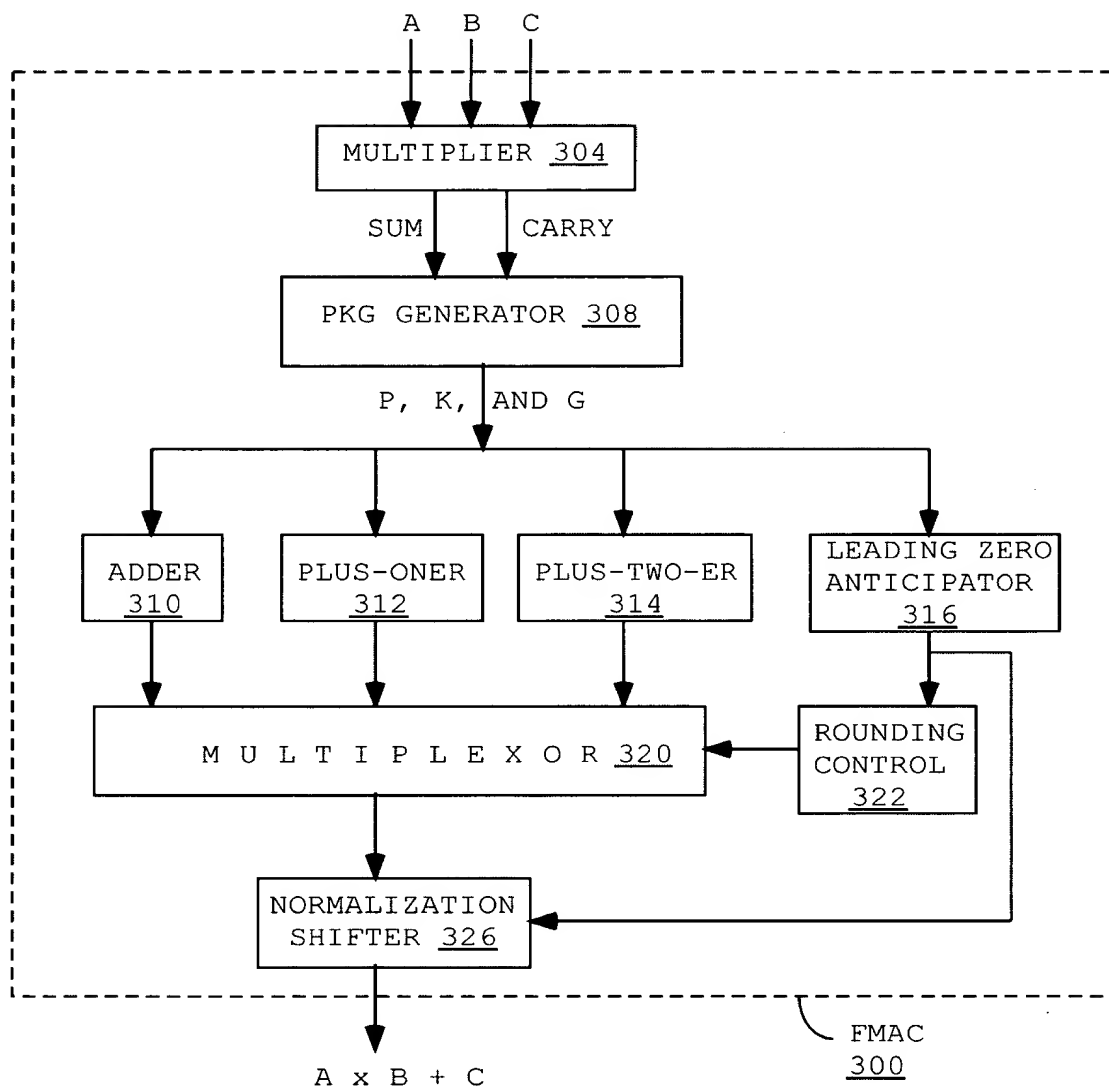 A B C
MULTIPLIER 304
SUM CARRY
PKG GENERATOR 308
P, K, AND G
ADDER
310
PLUS-ONER
312
PLUS-TWO-ER
314
LEADING ZERO
ANTICIPATOR
316
MULTIPLEXOR 320
ROUNDING
CONTROL
322
NORMALIZATION
SHIFTER 326
FMAC
300
A x B + C